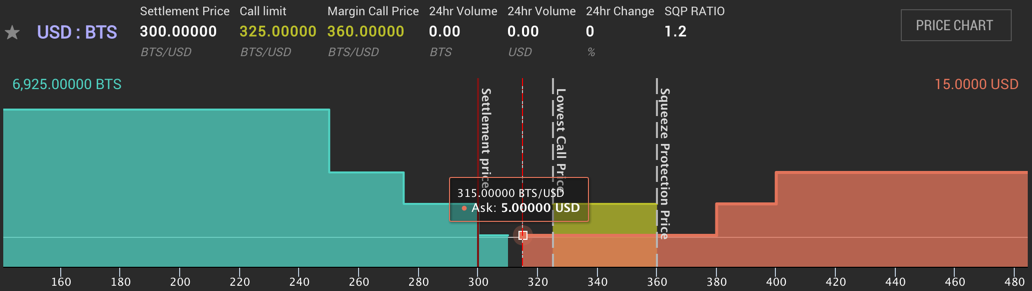 USD : BTS
Settlement Price
300.00000
BTS/USD
Call limit
325.00000
BTS/USD
Margin Call Price
360.00000
BTS/USD
24hr Volume
0.00
BTS
24hr Volume
0.00
USD
24hr Change
0
%
SQP RATIO
1.2
PRICE CHART
6,925.00000 BTS
15.0000 USD
Settlement price
Lowest Call Price
Squeeze Protection Price
315.00000 BTS/USD
Ask: 5.00000 USD
160 180 200 220 240 260 280 300 320 340 360 380 400 420 440 460 480